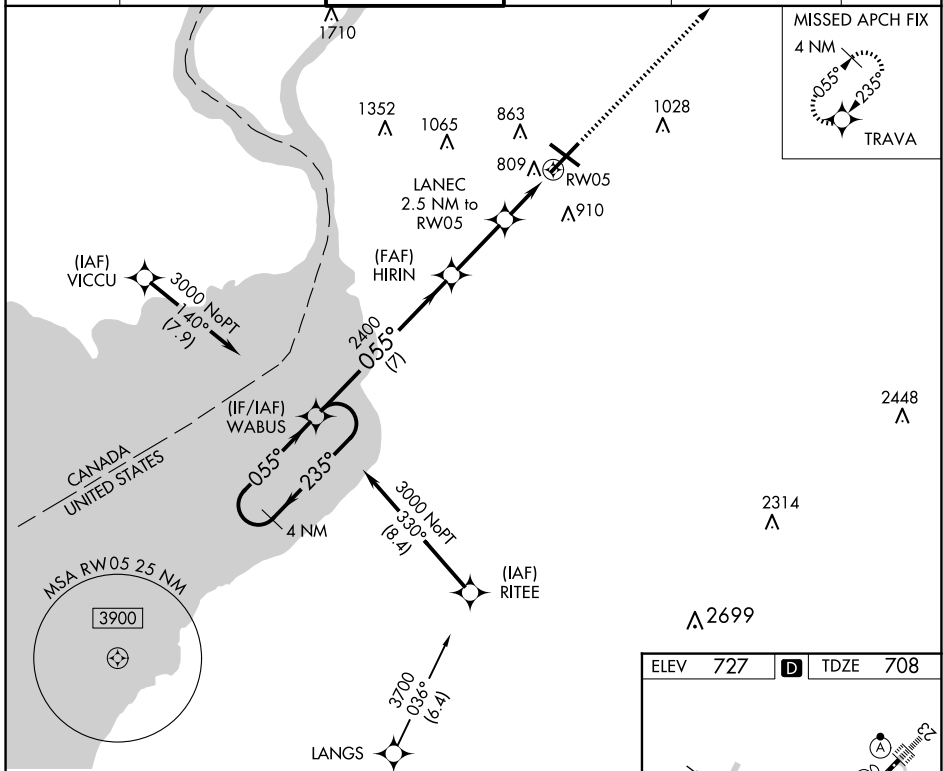 1710
MISSED APCH FIX
4 NM
055°
235°
TRAVA
1352
1065
863
1028
809
RW05
LANEC
2.5 NM to
RW05
910
(FAF)
HIRIN
(IAF)
VICCU
3000 NoPT
140°
(7.9)
2400
055°
(7)
(IF/IAF)
WABUS
2448
055°
235°
CANADA
UNITED STATES
4 NM
3000 NoPT
330°
(8.4)
2314
(IAF)
RITEE
MSA RW05 25 NM
3900
2699
3700
036°
(6.4)
LANGS
ELEV 727 D TDZE 708
A
23